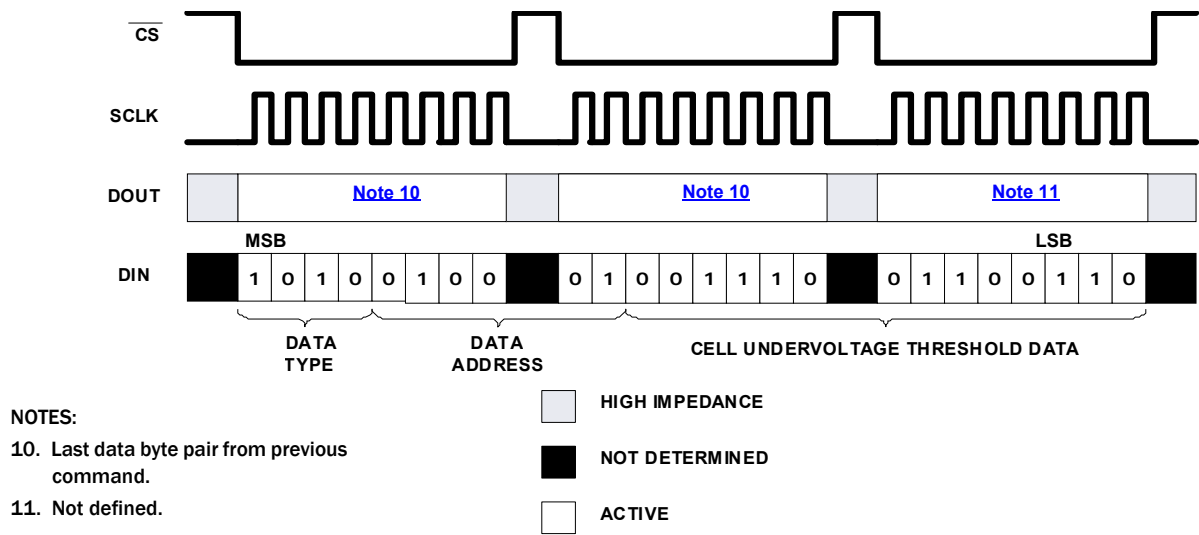 CS
SCLK
DOUT Note 10 Note 10 Note 11
MSB LSB
DIN 1 0 1 0 0 1 0 0 0 1 0 0 1 1 1 0 0 1 1 0 0 1 1 0
DATA TYPE
DATA ADDRESS
CELL UNDERVOLTAGE THRESHOLD DATA
NOTES:
10. Last data byte pair from previous
command.
11. Not defined.
HIGH IMPEDANCE
NOT DETERMINED
ACTIVE